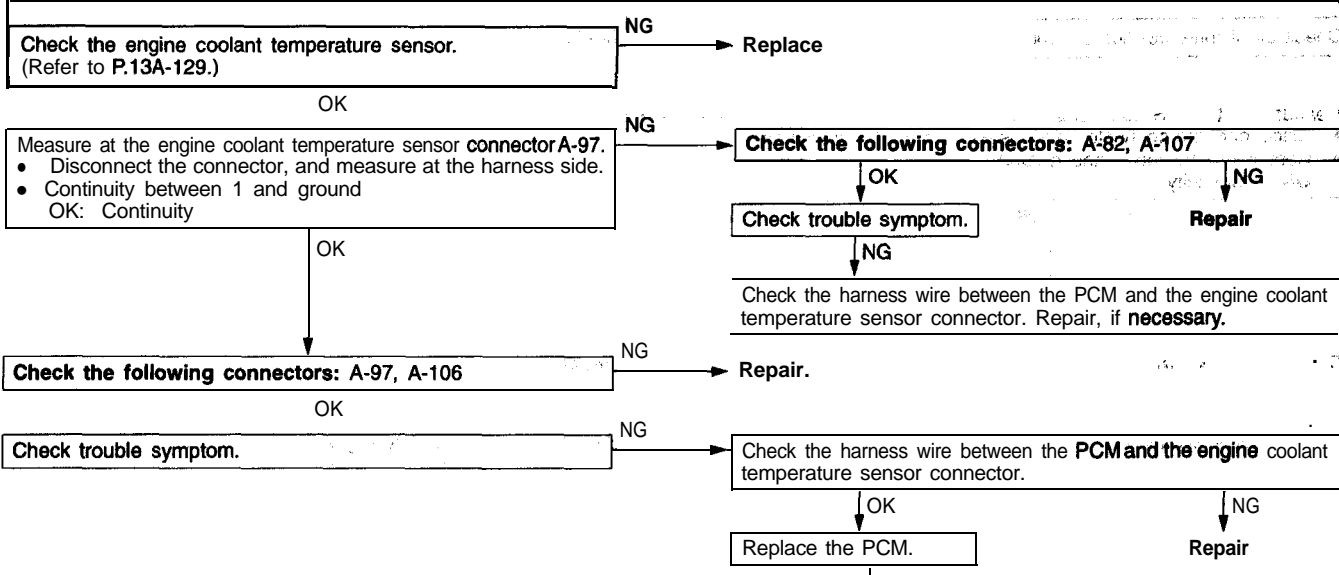 Check the engine coolant temperature sensor.
(Refer to P.13A-129.)
NG
Replace
OK
Measure at the engine coolant temperature sensor connector A-97.
• Disconnect the connector, and measure at the harness side.
• Continuity between 1 and ground
OK: Continuity
NG
Check the following connectors: A-82, A-107
OK
NG
Check trouble symptom.
Repair
NG
Check the harness wire between the PCM and the engine coolant
temperature sensor connector. Repair, if necessary.
OK
Check the following connectors: A-97, A-106
NG
Repair.
OK
Check trouble symptom.
NG
Check the harness wire between the PCM and the engine coolant
temperature sensor connector.
OK
NG
Replace the PCM.
Repair